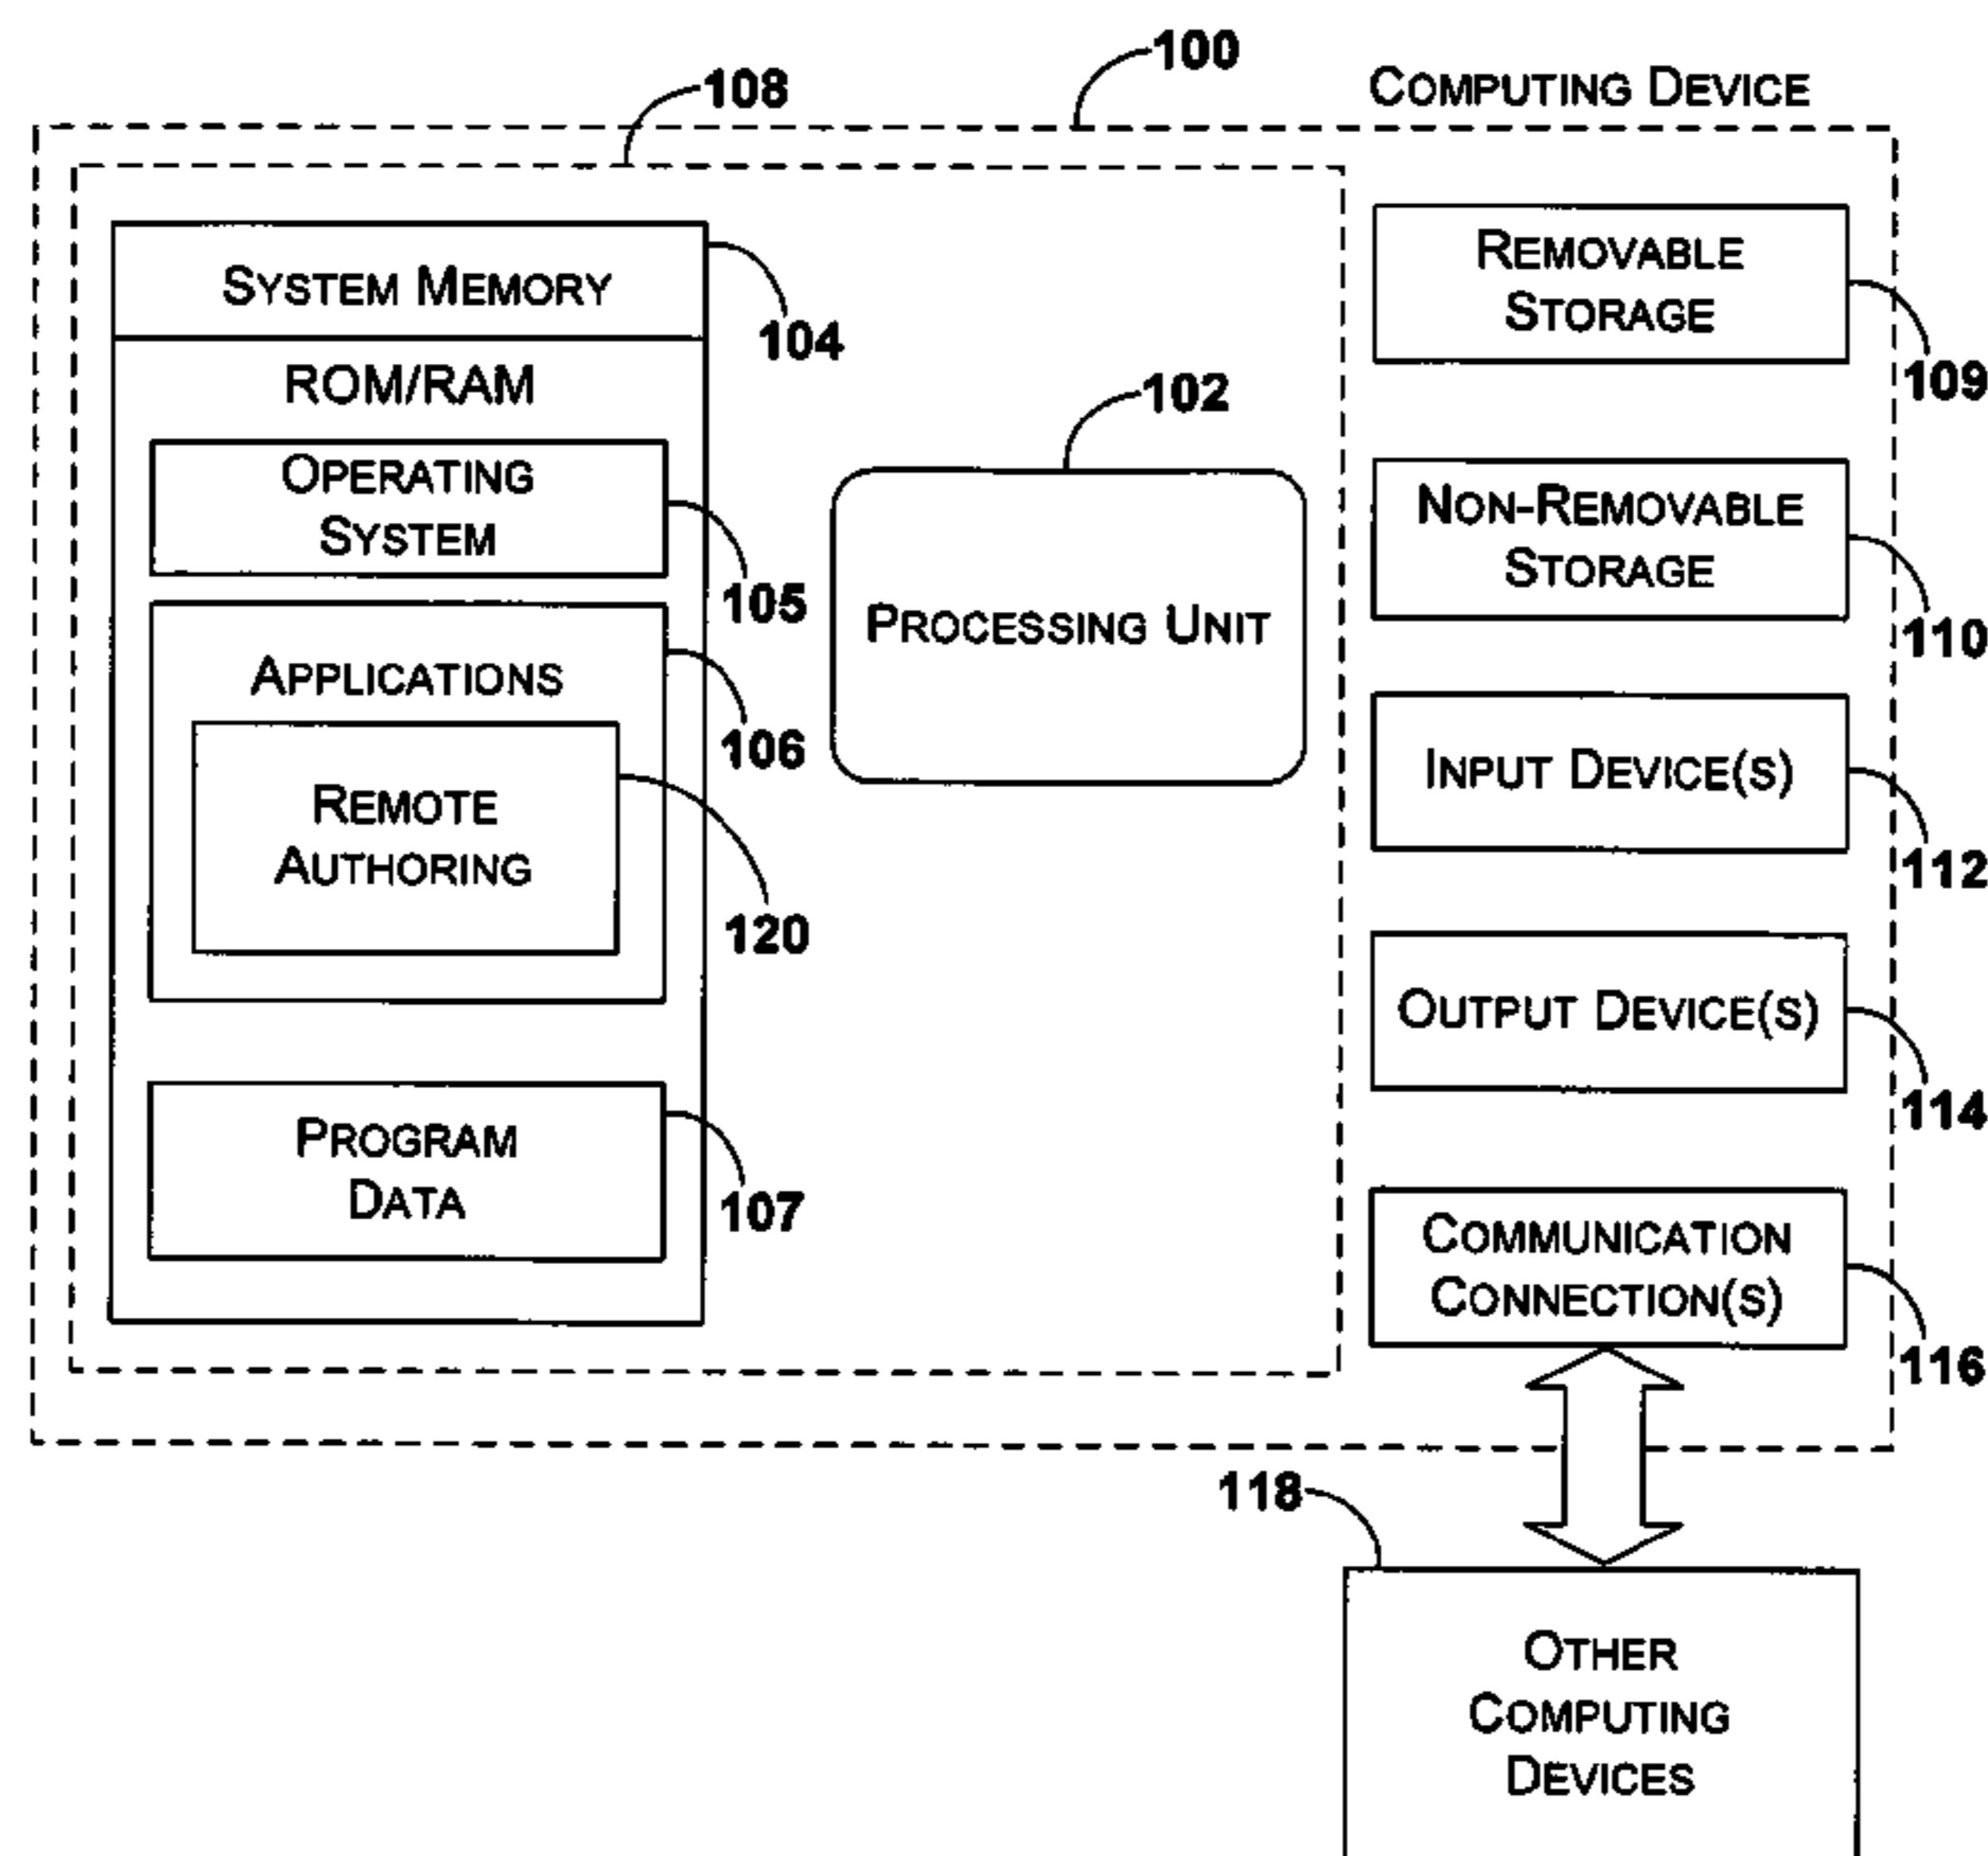 100
COMPUTING DEVICE
108
SYSTEM MEMORY
104
ROM/RAM
OPERATING
SYSTEM
105
APPLICATIONS
106
REMOTE
AUTHORING
120
PROGRAM
DATA
107
102
PROCESSING UNIT
REMOVABLE
STORAGE
109
NON-REMOVABLE
STORAGE
110
INPUT DEVICE(S)
112
OUTPUT DEVICE(S)
114
COMMUNICATION
CONNECTION(S)
116
118
OTHER
COMPUTING
DEVICES